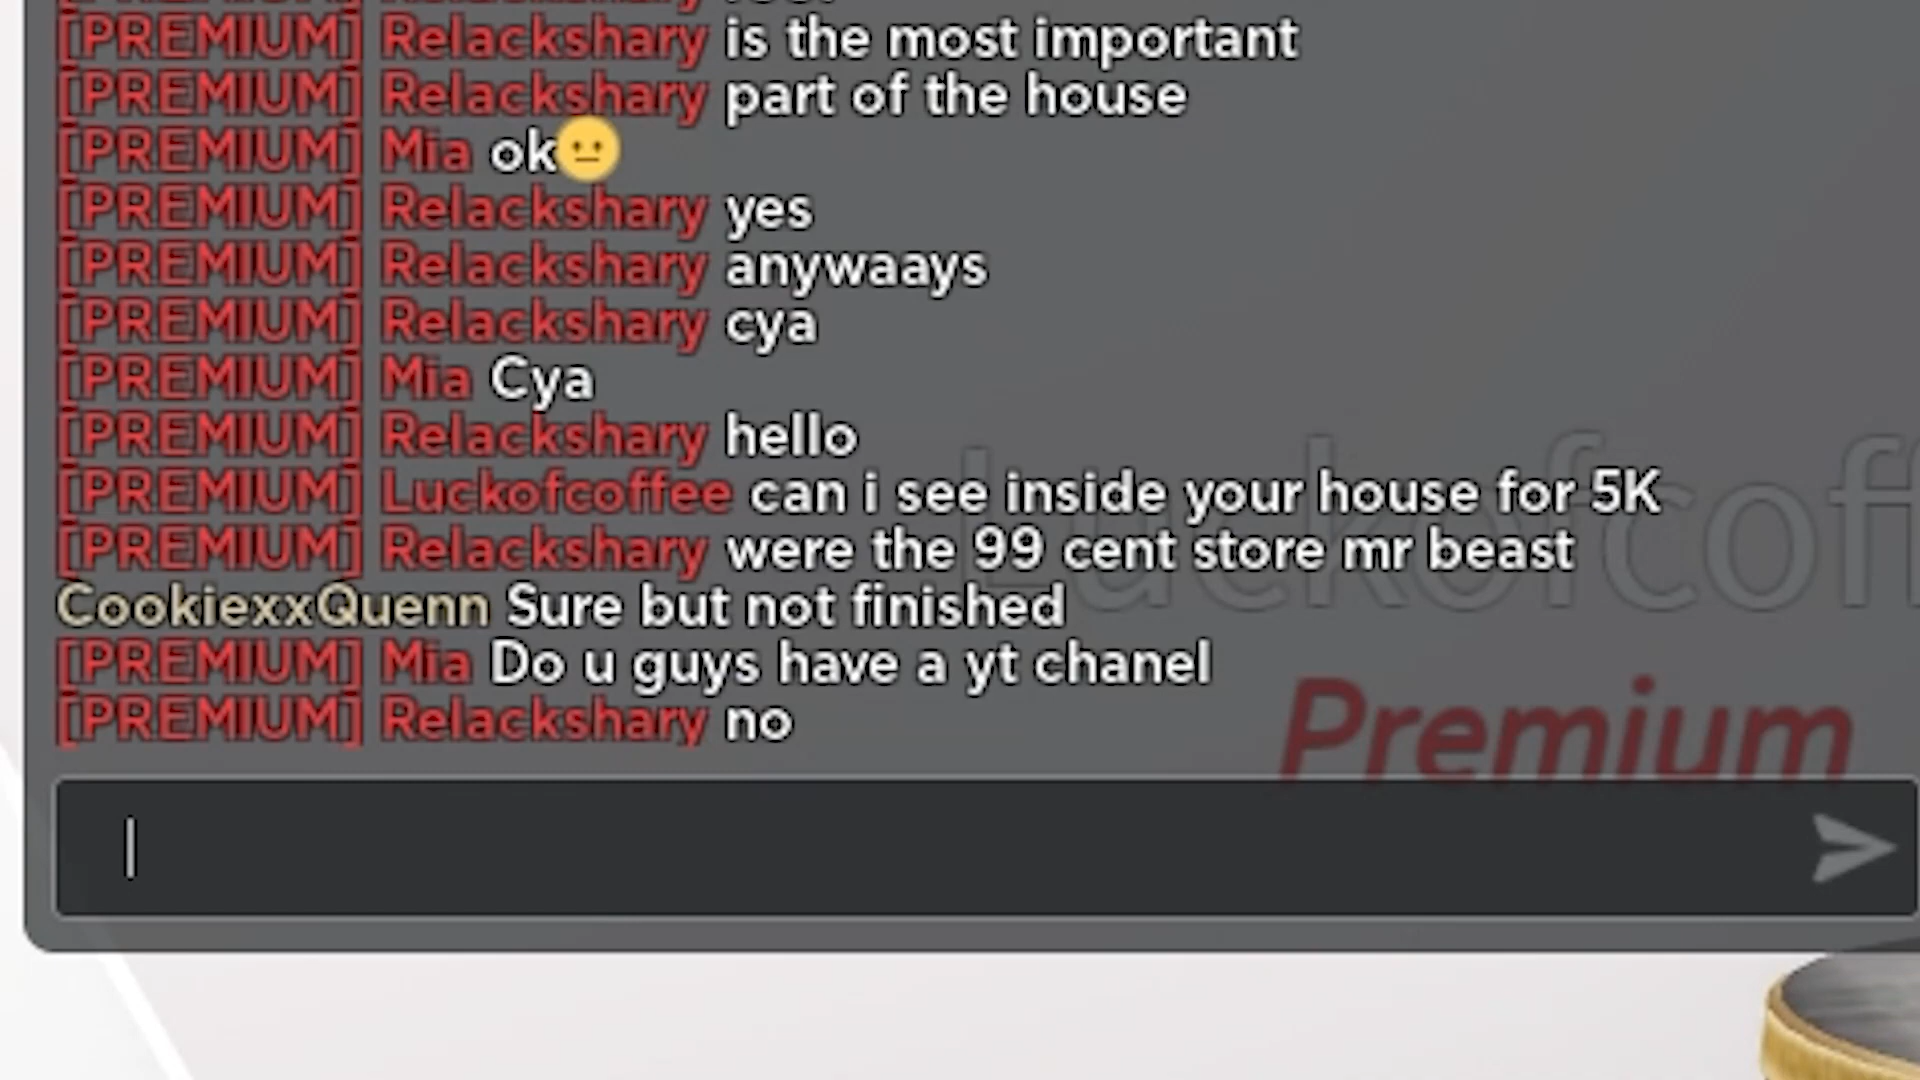 [PREMIUM] Relackshary
[PREMIUM] Relackshary is the most important
[PREMIUM] Relackshary part of the house
[PREMIUM] Mia ok😐
[PREMIUM] Relackshary yes
[PREMIUM] Relackshary anywaays
[PREMIUM] Relackshary cya
[PREMIUM] Mia Cya
[PREMIUM] Relackshary hello
[PREMIUM] Luckofcoffee can i see inside your house for 5K
[PREMIUM] Relackshary were the 99 cent store mr beast
CookiexxQuenn Sure but not finished
[PREMIUM] Mia Do u guys have a yt chanel
[PREMIUM] Relackshary no
Luckofcoff
Premium